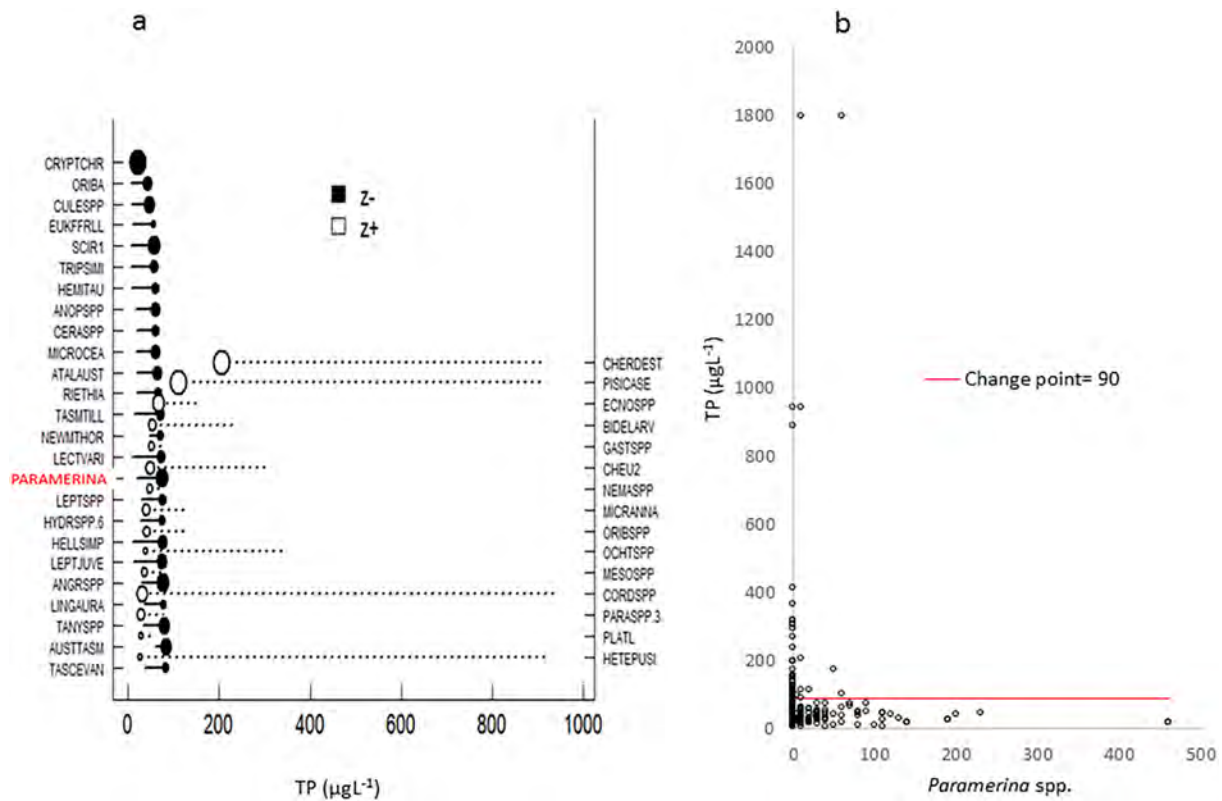 a
CRYPTCHR
ORIBA
CULESPP
EUKFFRLL
SCIR1
TRIPSIMI
HEMITAU
ANOPSPP
CERASPP
MICROCEA
ATALAUST
RIETHIA
TASMTILL
NEWMTHOR
LECTVARI
PARAMERINA
LEPTSPP
HYDRSPP.6
HELLSIMP
LEPTJUVE
ANGRSPP
LINGAURA
TANYSPP
AUSTTASM
TASCEVAN
z-
z+
CHERDEST
PISICASE
ECNOSPP
BIDELARV
GASTSPP
CHEU2
NEMASPP
MICRANNA
ORIBSPP
OCHTSPP
MESOSPP
CORDSPP
PARASPP.3
PLATL
HETEPUSI
0 200 400 600 800 1000
TP (µgL⁻¹)
b
2000
1800
1600
1400
1200
1000
800
600
400
200
0
TP (µgL⁻¹)
Change point= 90
0 100 200 300 400 500
Paramerina spp.